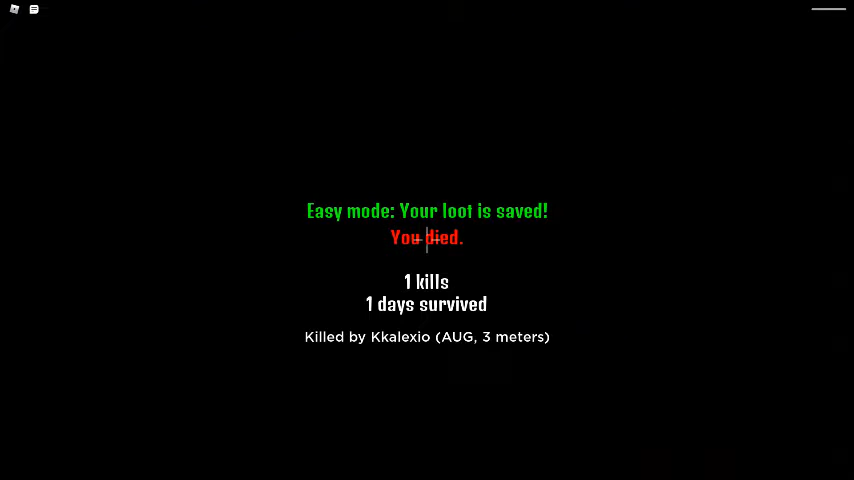 Easy mode: Your loot is saved!
You died.
1 kills
1 days survived
Killed by Kkalexio (AUG, 3 meters)